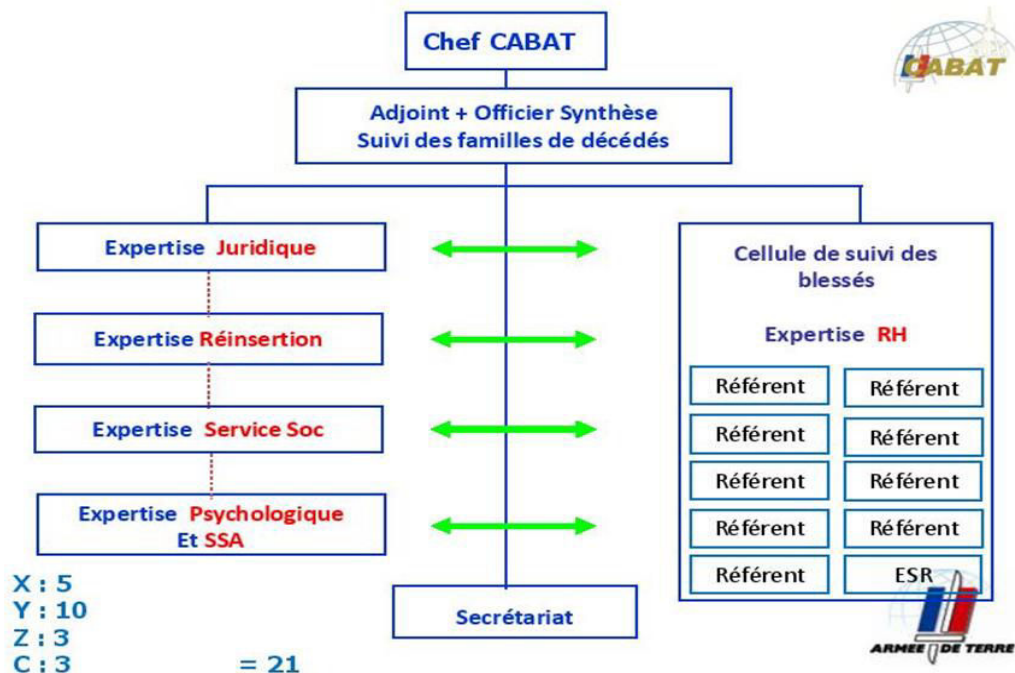 Chef CABAT
CABAT
Adjoint + Officier Synthèse
Suivi des familles de décédés
Expertise Juridique
Expertise Réinsertion
Expertise Service Soc
Expertise Psychologique
Et SSA
Cellule de suivi des
blessés
Expertise RH
Référent
Référent
Référent
Référent
Référent
Référent
Référent
Référent
Référent
ESR
Secrétariat
X : 5
Y : 10
Z : 3
C : 3 = 21
ARMEE DE TERRE